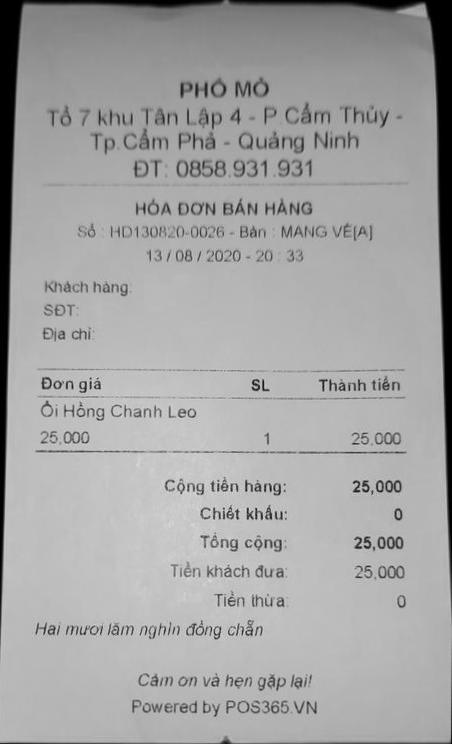 PHỐ MỎ
Tổ 7 khu Tân Lập 4 - P Cẩm Thủy -
Tp.Cẩm Phả - Quảng Ninh
ĐT: 0858.931.931
HÓA ĐƠN BÁN HÀNG
Số : HD130820-0026 - Bàn : MANG VỀ[A]
13 / 08 / 2020 - 20 : 33
Khách hàng:
SĐT:
Địa chỉ:
Đơn giá SL Thành tiền
Ổi Hồng Chanh Leo
25,000 1 25,000
Cộng tiền hàng: 25,000
Chiết khấu: 0
Tổng cộng: 25,000
Tiền khách đưa: 25,000
Tiền thừa: 0
Hai mươi lăm nghìn đồng chẵn
Cảm ơn và hẹn gặp lại!
Powered by POS365.VN